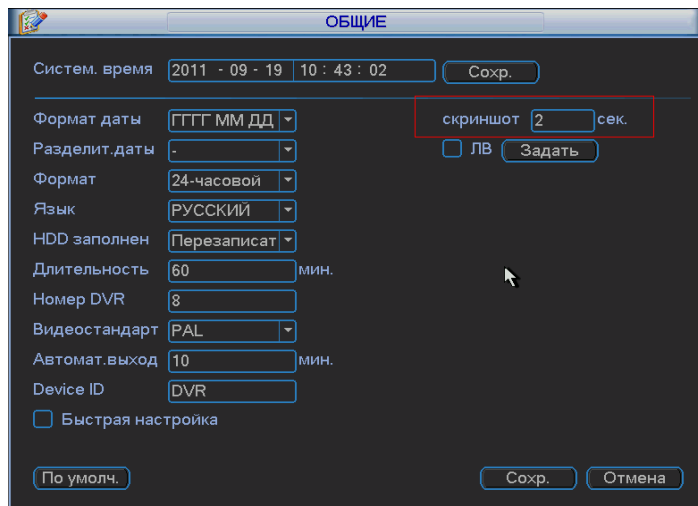 ОБЩИЕ
Систем. время 2011 - 09 - 19 10 : 43 : 02 Сохр.
Формат даты ГГГГ ММ ДД скриншот 2 сек.
Разделит.даты - ЛВ Задать
Формат 24-часовой
Язык РУССКИЙ
HDD заполнен Перезаписат
Длительность 60 мин.
Номер DVR 8
Видеостандарт PAL
Автомат.выход 10 мин.
Device ID DVR
Быстрая настройка
По умолч. Сохр. Отмена